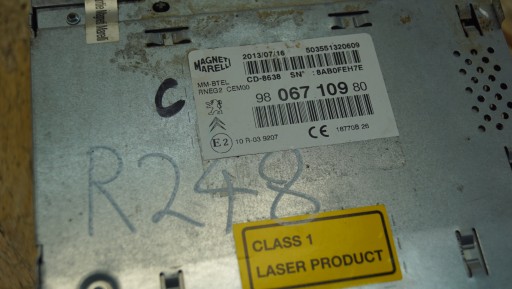 MAGNETI
MARELLI
2013/07/16 503551320609
CD-8638 SN° : 8AB0FEH7E
MM-BTEL
RNEG2 CEM00
98 067 109 80
E2
10 R-03 9207
CE
18770B 26
C
R248
CLASS 1
LASER PRODUCT